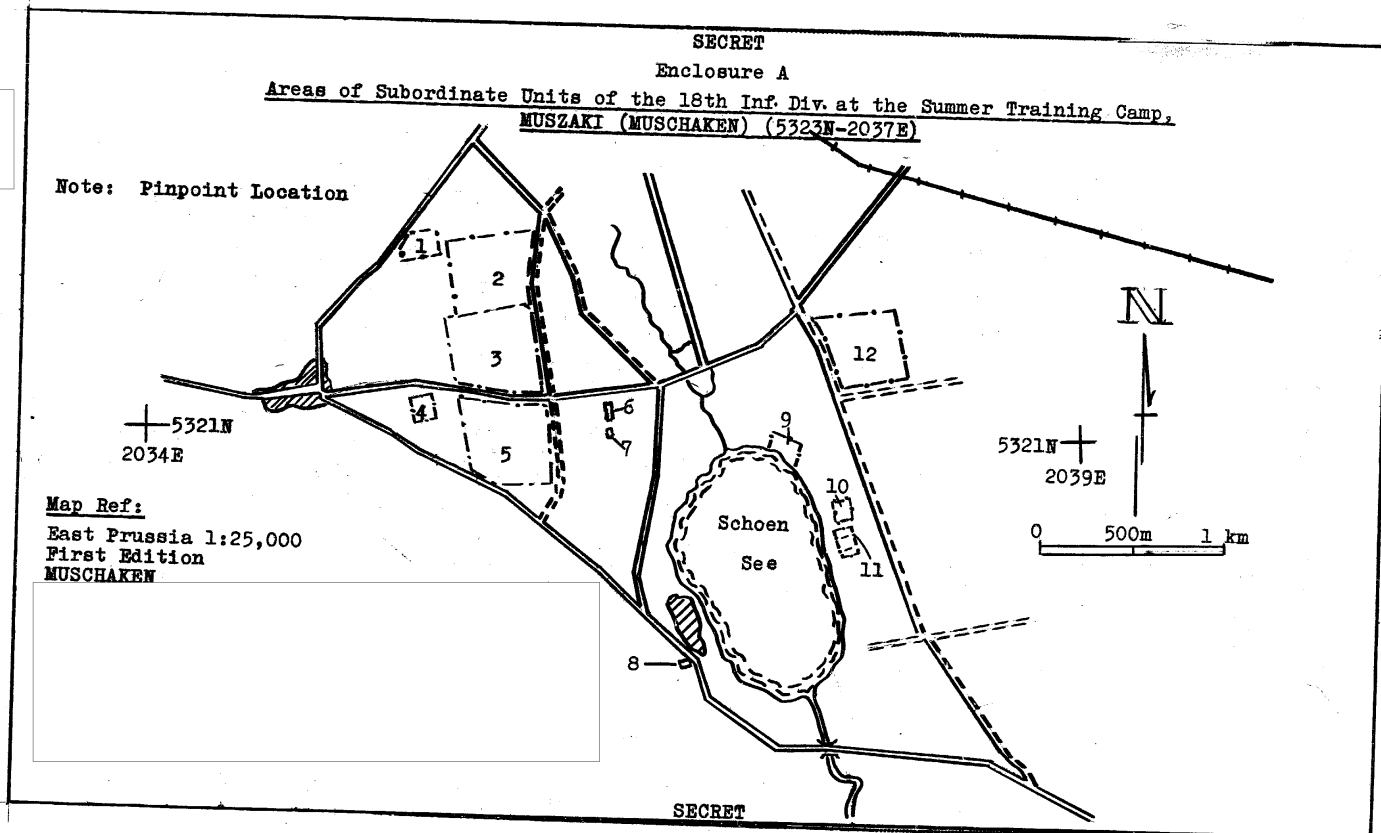 SECRET
Enclosure A
Areas of Subordinate Units of the 18th Inf. Div. at the Summer Training Camp,
MUSZAKI (MUSCHAKEN) (5323N-2037E)
Note: Pinpoint Location
N
1
2
3
12
4
6
7
5
9
5321N
2034E
5321N
2039E
10
11
Schoen
See
Map Ref:
East Prussia 1:25,000
First Edition
MUSCHAKEN
0 500m 1 km
8
SECRET